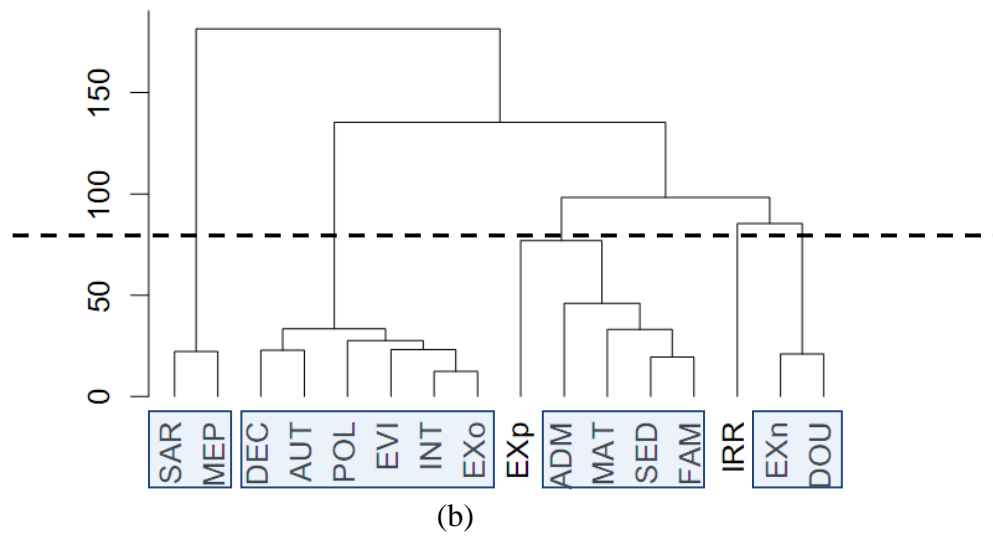 150
100
50
0
SAR
MEP
DEC
AUT
POL
EVI
INT
EXo
EXp
ADM
MAT
SED
FAM
IRR
EXn
DOU
(b)